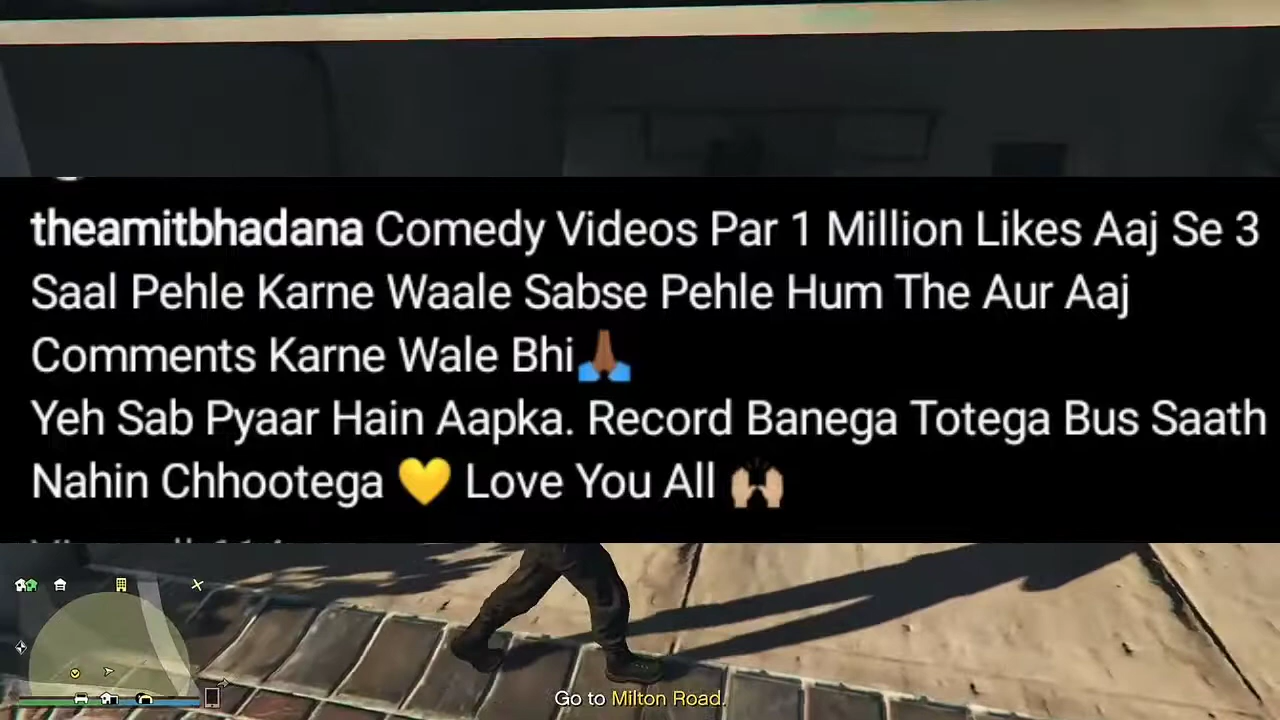 theamitbhadana Comedy Videos Par 1 Million Likes Aaj Se 3
Saal Pehle Karne Waale Sabse Pehle Hum The Aur Aaj
Comments Karne Wale Bhi🙏🏾
Yeh Sab Pyaar Hain Aapka. Record Banega Totega Bus Saath
Nahin Chhootega 💛 Love You All 🙌🏼
Go to Milton Road.